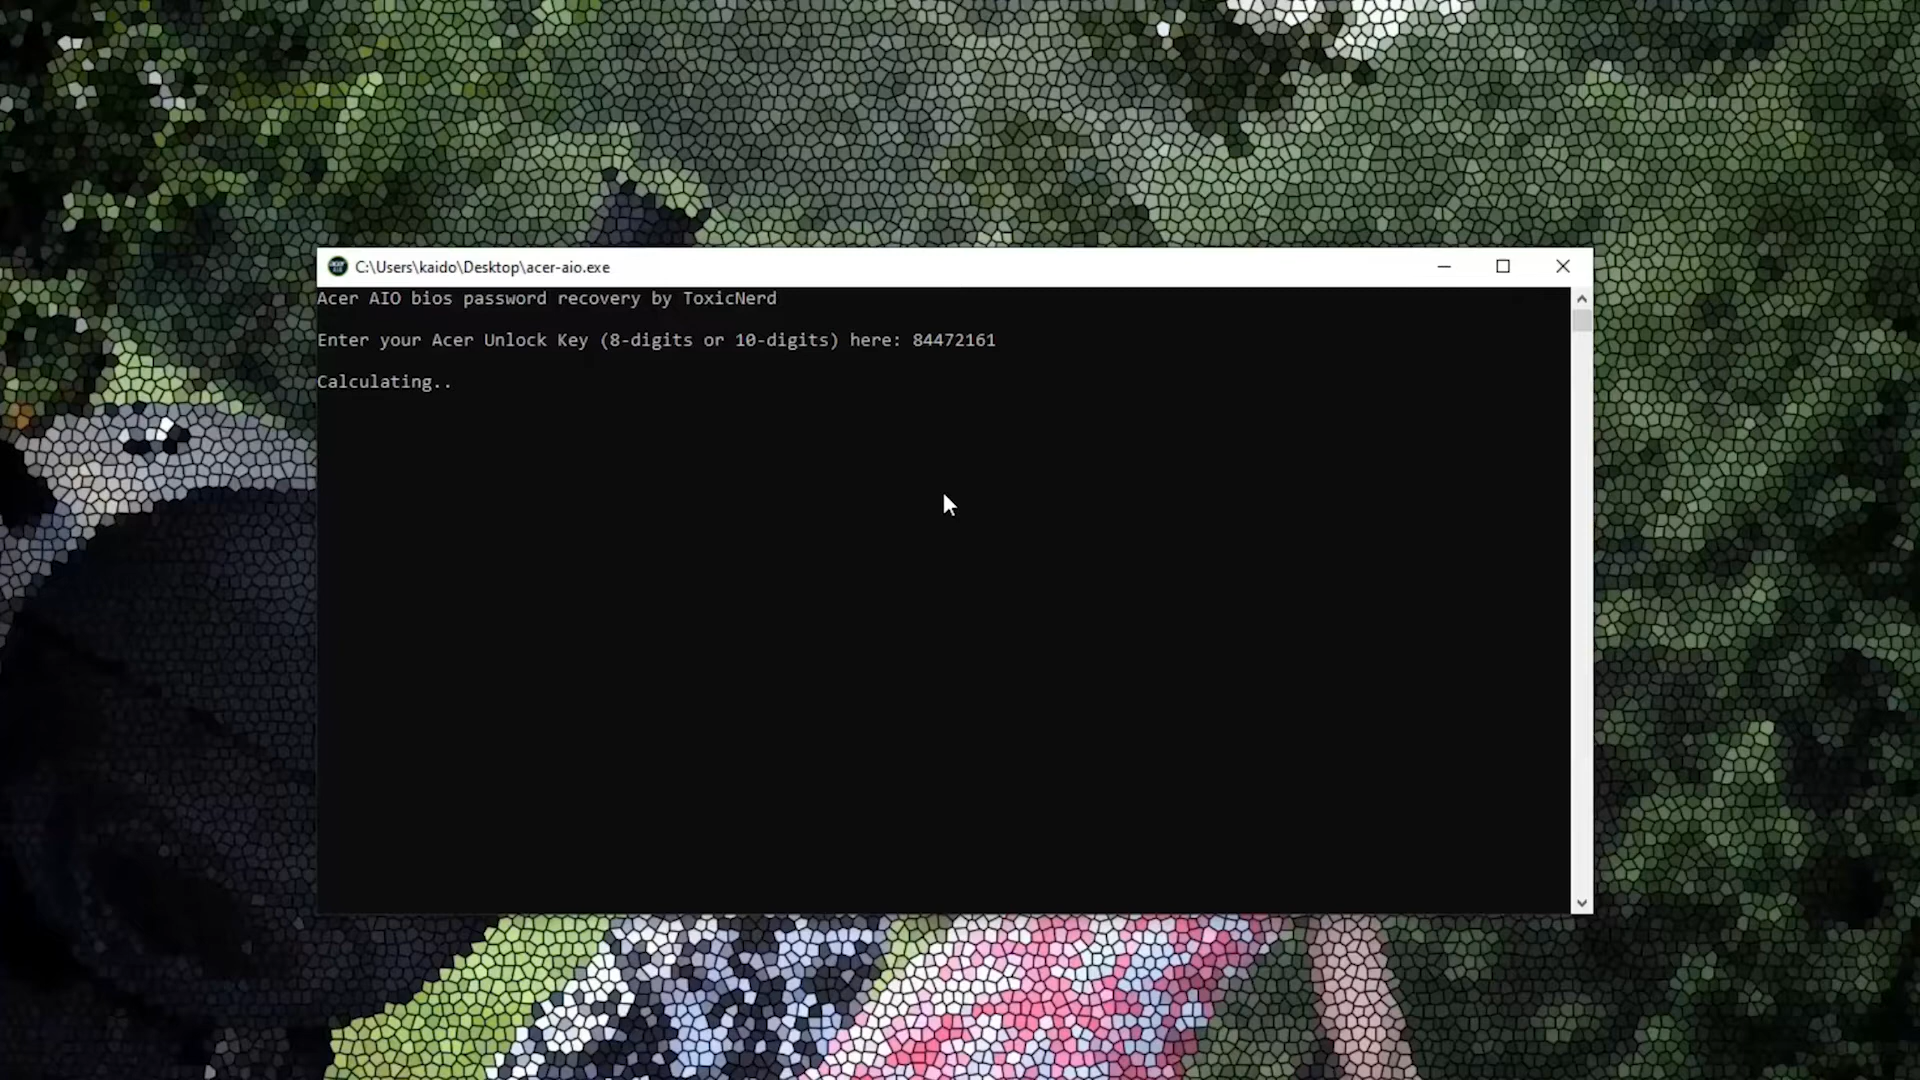 C:\Users\kaido\Desktop\acer-aio.exe
Acer AIO bios password recovery by ToxicNerd
Enter your Acer Unlock Key (8-digits or 10-digits) here: 84472161
Calculating..